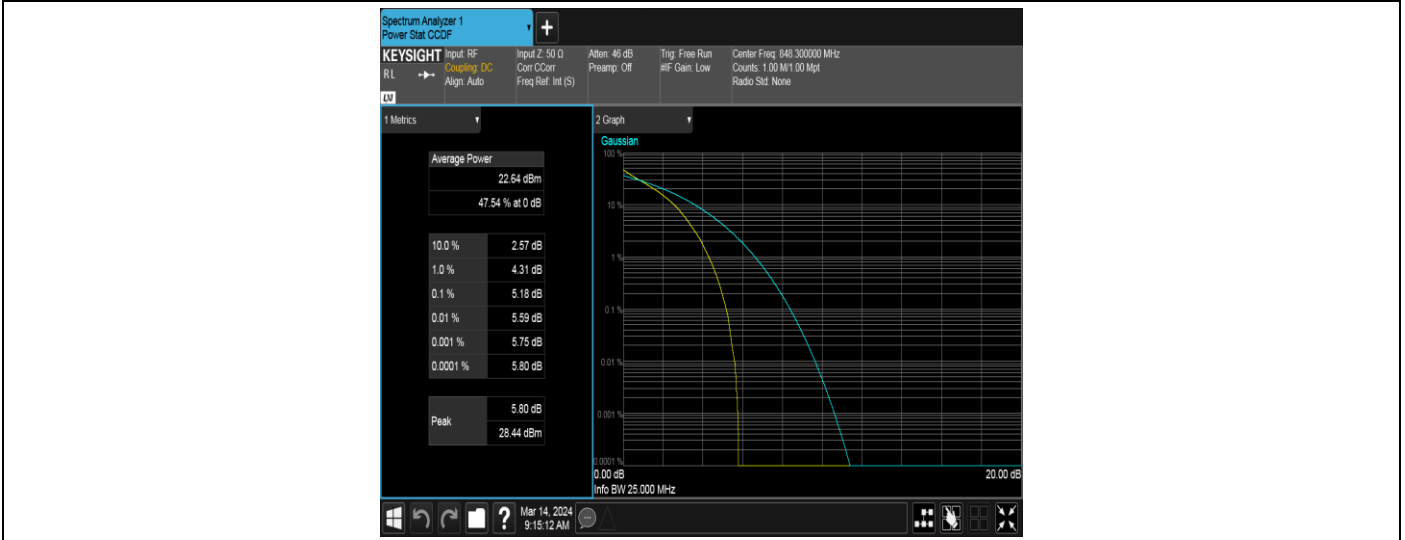 Spectrum Analyzer 1
Power Stat CCDF
+
KEYSIGHT Input: RF Input Z: 50 Ω Atten: 46 dB Trig: Free Run Center Freq: 848.300000 MHz
RL Coupling: DC Corr CCorr Preamp: Off #IF Gain: Low Counts: 1.00 M/1.00 Mpt
Align: Auto Freq Ref: Int (S) Radio Std: None
LXI
1 Metrics
Average Power
22.64 dBm
47.54 % at 0 dB
10.0 % 2.57 dB
1.0 % 4.31 dB
0.1 % 5.18 dB
0.01 % 5.59 dB
0.001 % 5.75 dB
0.0001 % 5.80 dB
Peak 5.80 dB
28.44 dBm
2 Graph
Gaussian
100 %
10 %
1 %
0.1 %
0.01 %
0.001 %
0.0001 %
0.00 dB 20.00 dB
Info BW 25.000 MHz
? Mar 14, 2024
9:15:12 AM